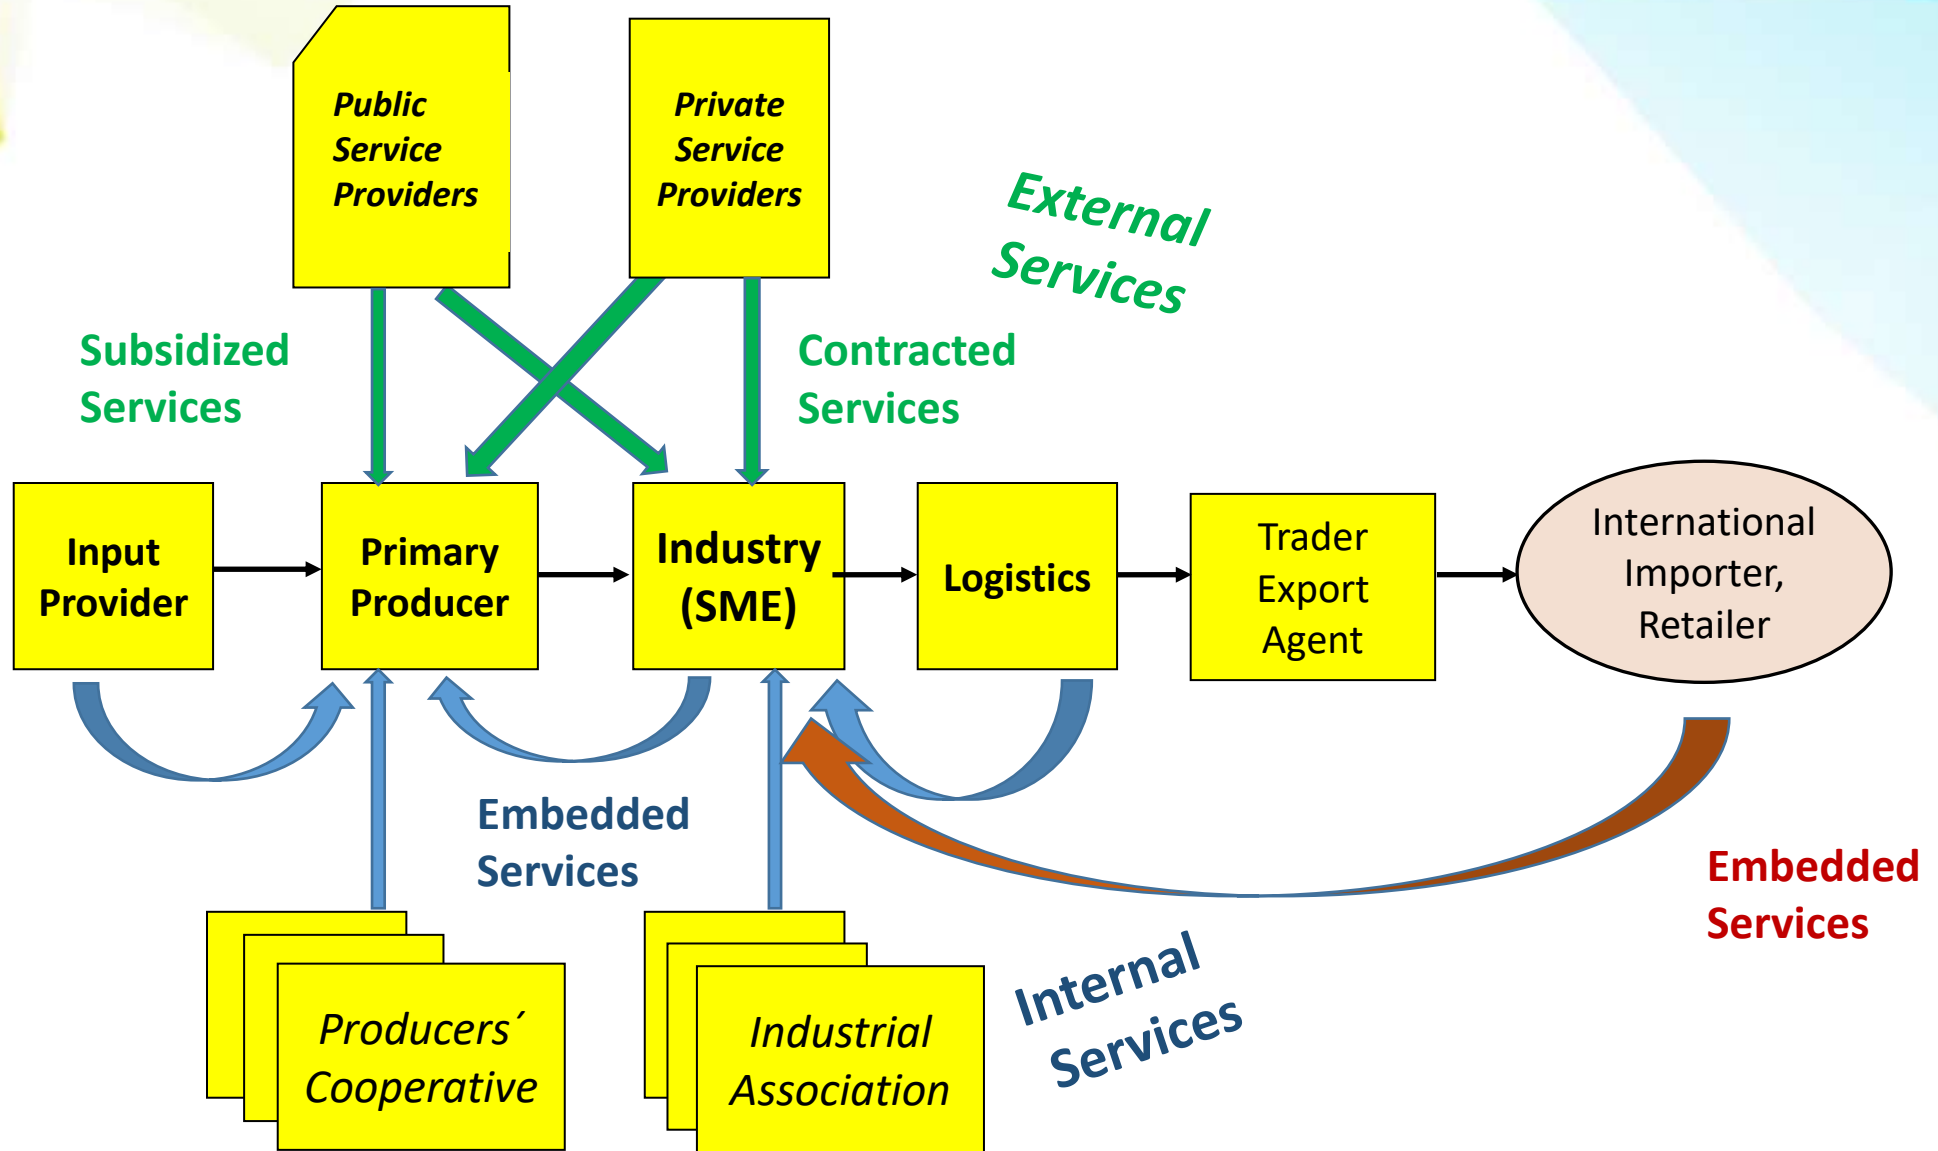 Public
Service
Providers
Private
Service
Providers
External
Services
Subsidized
Services
Contracted
Services
Input
Provider
Primary
Producer
Industry
(SME)
Logistics
Trader
Export
Agent
International
Importer,
Retailer
Embedded
Services
Embedded
Services
Internal
Services
Producers´
Cooperative
Industrial
Association